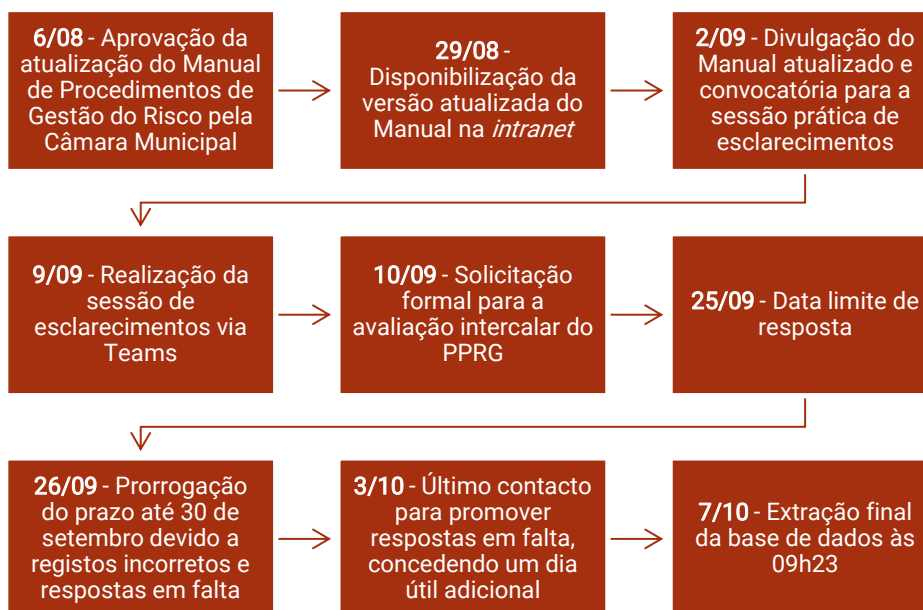 6/08 - Aprovação da
atualização do Manual
de Procedimentos de
Gestão do Risco pela
Câmara Municipal
29/08 -
Disponibilização da
versão atualizada do
Manual na intranet
2/09 - Divulgação do
Manual atualizado e
convocatória para a
sessão prática de
esclarecimentos
9/09 - Realização da
sessão de
esclarecimentos via
Teams
10/09 - Solicitação
formal para a
avaliação intercalar do
PPRG
25/09 - Data limite de
resposta
26/09 - Prorrogação
do prazo até 30 de
setembro devido a
registos incorretos e
respostas em falta
3/10 - Último contacto
para promover
respostas em falta,
concedendo um dia
útil adicional
7/10 - Extração final
da base de dados às
09h23